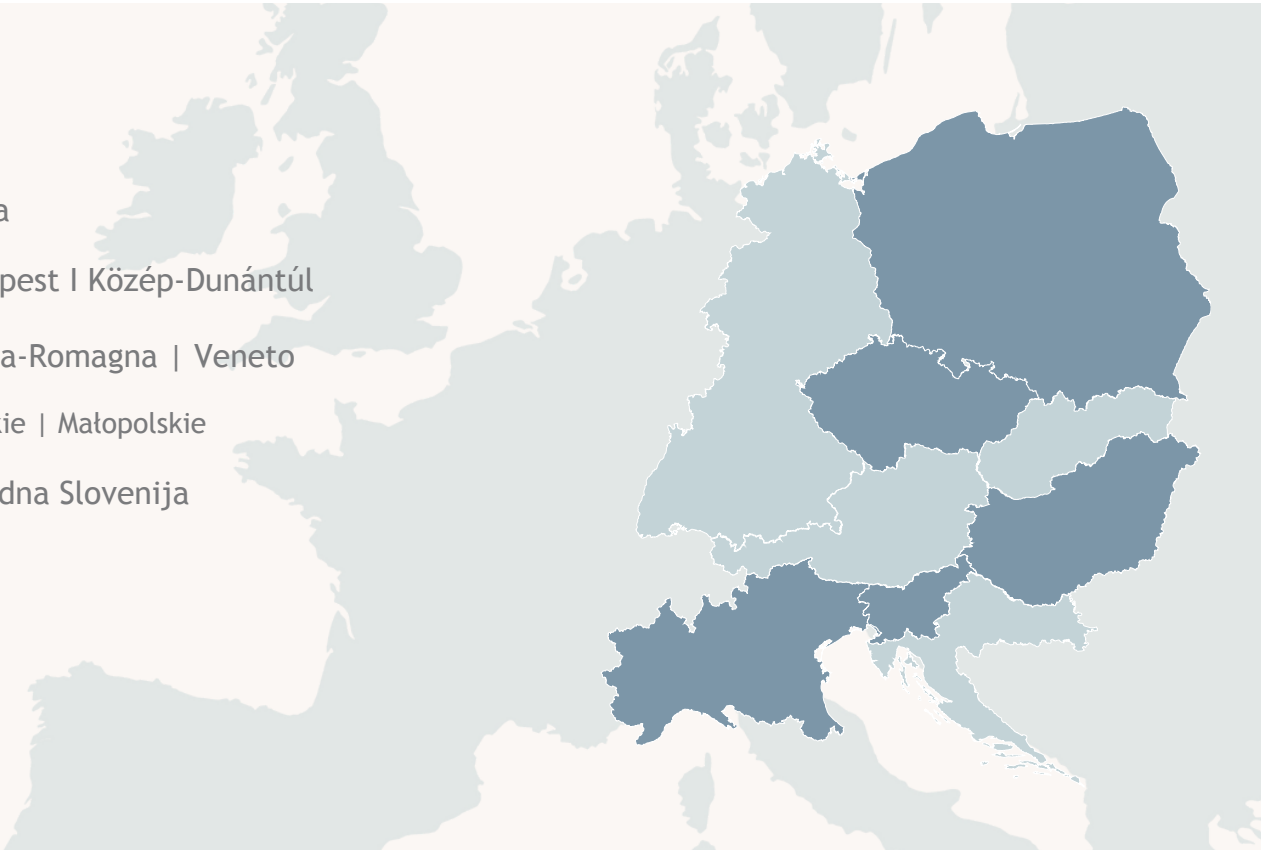 a
pest I Közép-Dunántúl
a-Romagna | Veneto
kie | Małopolskie
dna Slovenija